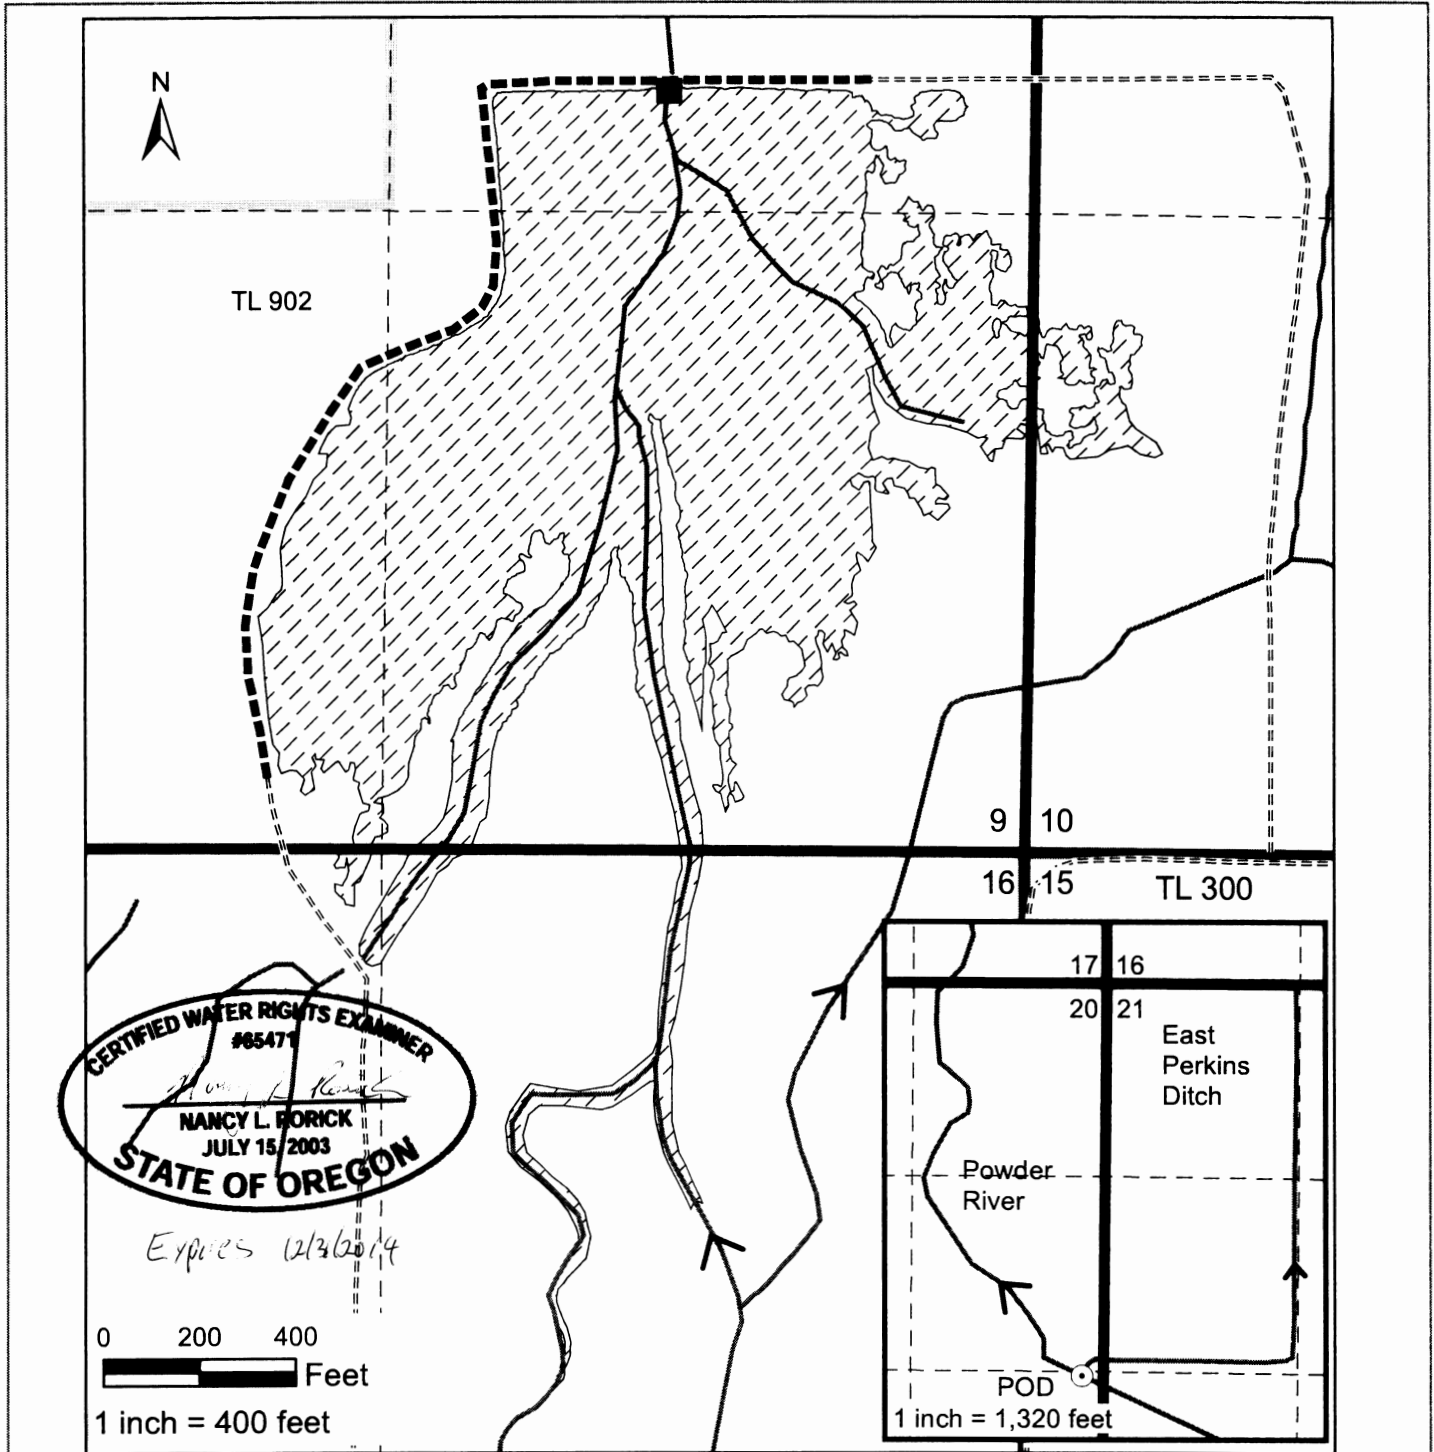 N
TL 902
9 10
16 15
TL 300
CERTIFIED WATER RIGHTS EXAMINER
#65471
NANCY L. RORICK
JULY 15, 2003
STATE OF OREGON
Expires 12/31/2014
0 200 400
Feet
1 inch = 400 feet
17 16
20 21
East
Perkins
Ditch
Powder
River
POD
1 inch = 1,320 feet